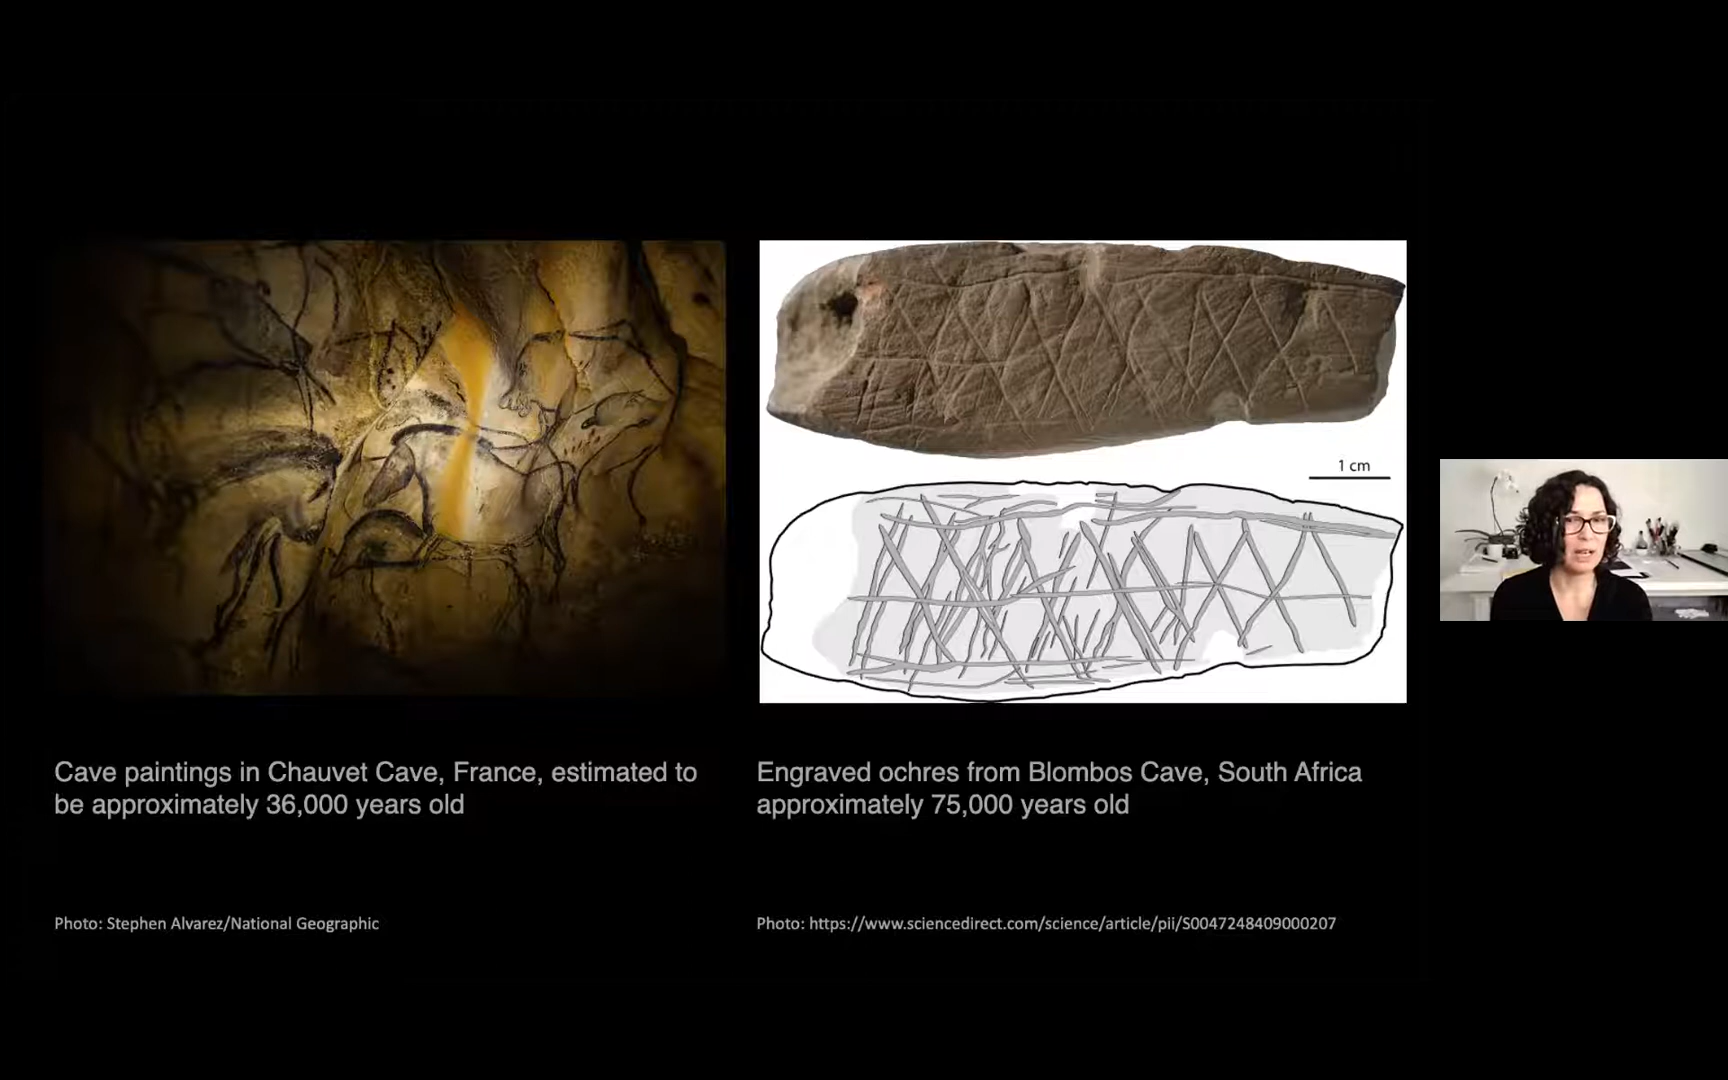 1 cm
Cave paintings in Chauvet Cave, France, estimated to
be approximately 36,000 years old
Engraved ochres from Blombos Cave, South Africa
approximately 75,000 years old
Photo: Stephen Alvarez/National Geographic
Photo: https://www.sciencedirect.com/science/article/pii/S0047248409000207